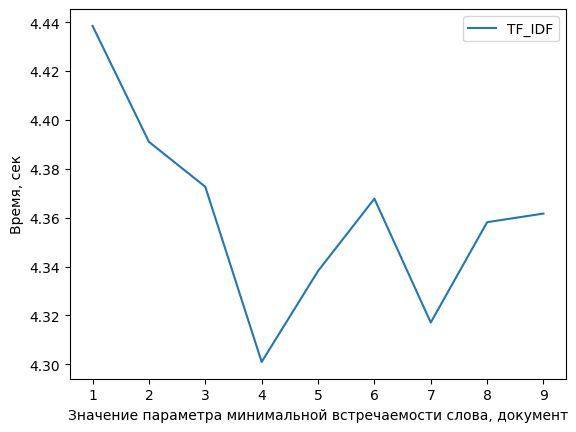 TF_IDF
Время, сек
4.44
4.42
4.40
4.38
4.36
4.34
4.32
4.30
1 2 3 4 5 6 7 8 9
Значение параметра минимальной встречаемости слова, документ